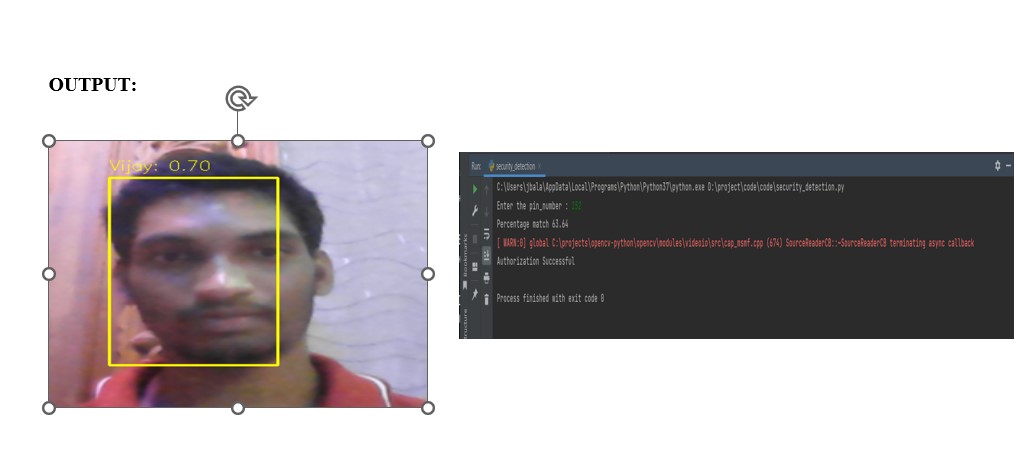 OUTPUT:
Vijay: 0.70
Run: security_detection ×
C:\Users\jbala\AppData\Local\Programs\Python\Python37\python.exe D:\project\code\code\security_detection.py
Enter the pin_number : 152
Percentage match 63.64
[ WARN:0] global C:\projects\opencv-python\opencv\modules\videoio\src\cap_msmf.cpp (674) SourceReaderCB::~SourceReaderCB terminating async callback
Authorization Successful
Process finished with exit code 0
Bookmarks